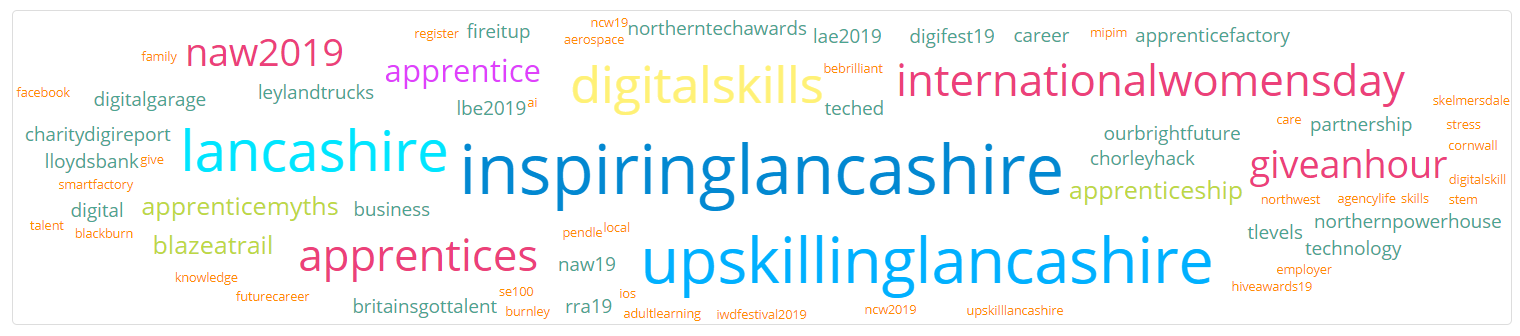 ncw19
northerntechawards
register
fireitup
aerospace
lae2019
digifest19
career
mipim
apprenticefactory
family
naw2019
apprentice
digitalskills
bebrilliant
internationalwomensday
facebook
digitalgarage
leylandtrucks
lbe2019
ai
teched
skelmersdale
charitydigireport
lancashire
inspiringlancashire
ourbrightfuture
care
partnership
stress
lloydsbank
give
chorleyhack
giveanhour
cornwall
smartfactory
apprenticeship
digitalskill
digital
apprenticemyths
business
northwest
agencylife
skills
stem
talent
blackburn
blazeatrail
apprentices
pendle
local
upskillinglancashire
tlevels
northernpowerhouse
technology
knowledge
naw19
employer
futurecareer
britainsgottalent
se100
burnley
rra19
ios
adultlearning
iwdfestival2019
ncw2019
upskilllancashire
hiveawards19